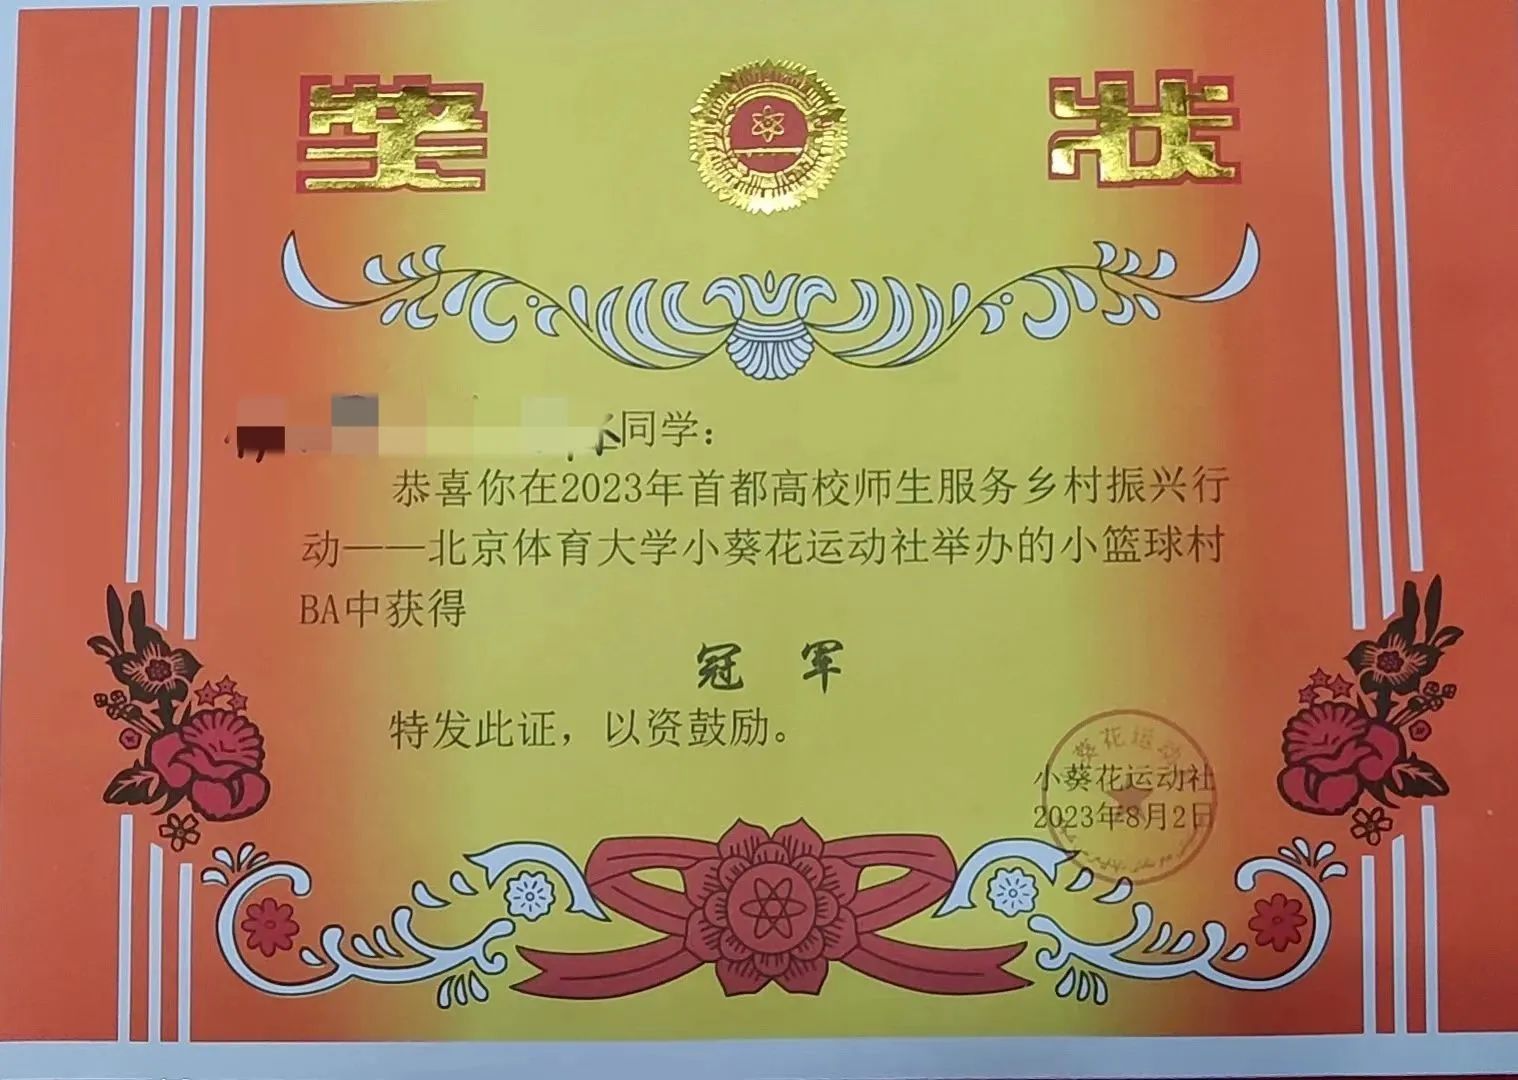 奖状
同学：
恭喜你在2023年首都高校师生服务乡村振兴行
动——北京体育大学小葵花运动社举办的小篮球村
BA中获得
冠 军
特发此证，以资鼓励。
葵花运动
小葵花运动社
2023年8月2日